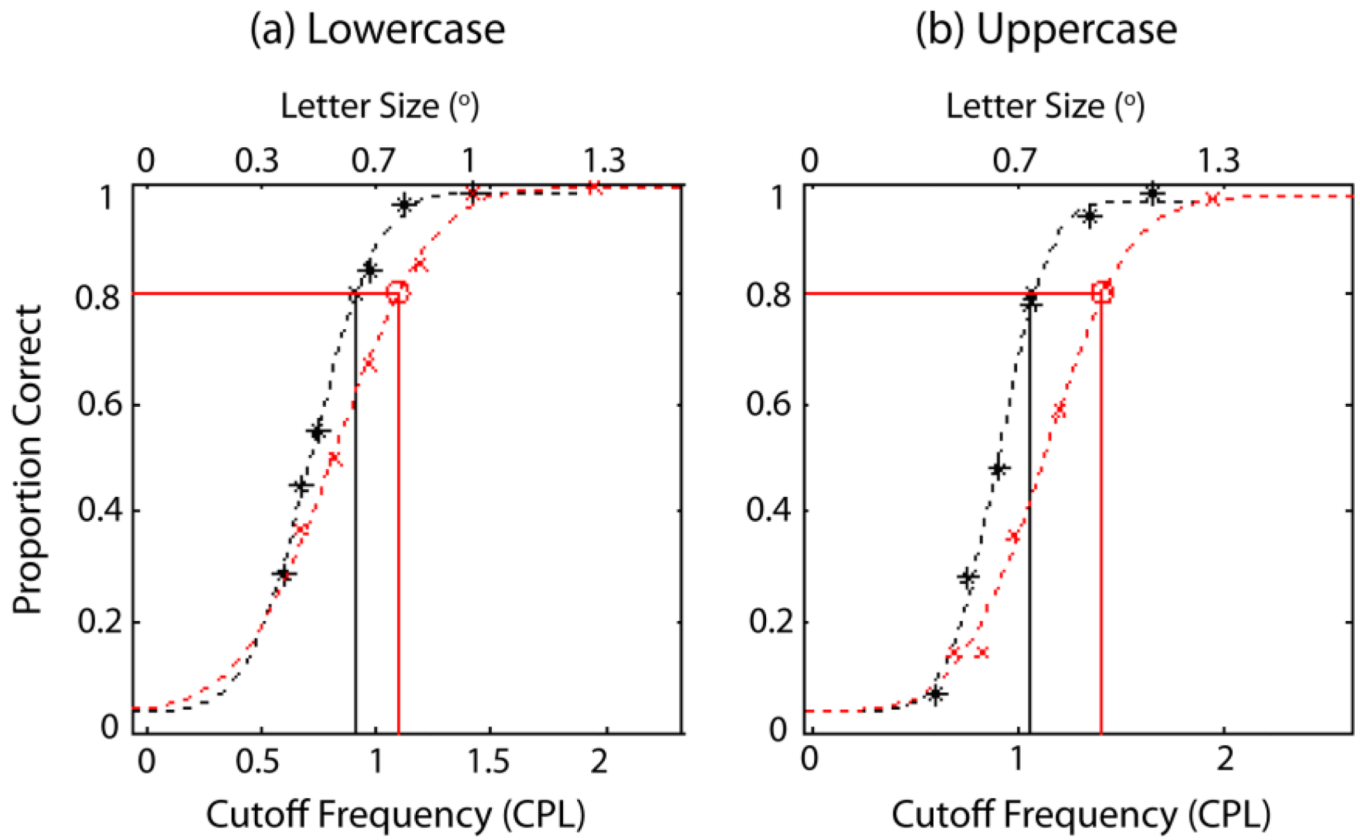 (a) Lowercase
(b) Uppercase
Letter Size (º)
Letter Size (º)
0 0.3 0.7 1 1.3
0 0.7 1.3
Proportion Correct
1
0.8
0.6
0.4
0.2
0
1
0.8
0.6
0.4
0.2
0
0 0.5 1 1.5 2
0 1 2
Cutoff Frequency (CPL)
Cutoff Frequency (CPL)